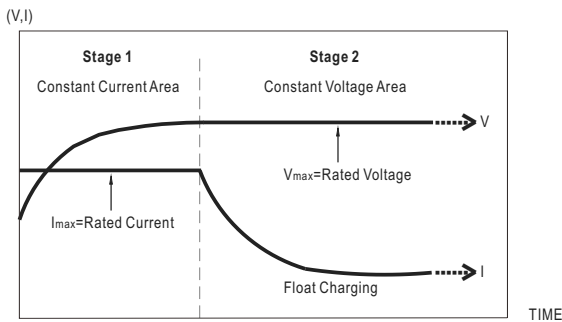 (V,I)
Stage 1
Stage 2
Constant Current Area
Constant Voltage Area
V
Vmax=Rated Voltage
Imax=Rated Current
I
Float Charging
TIME